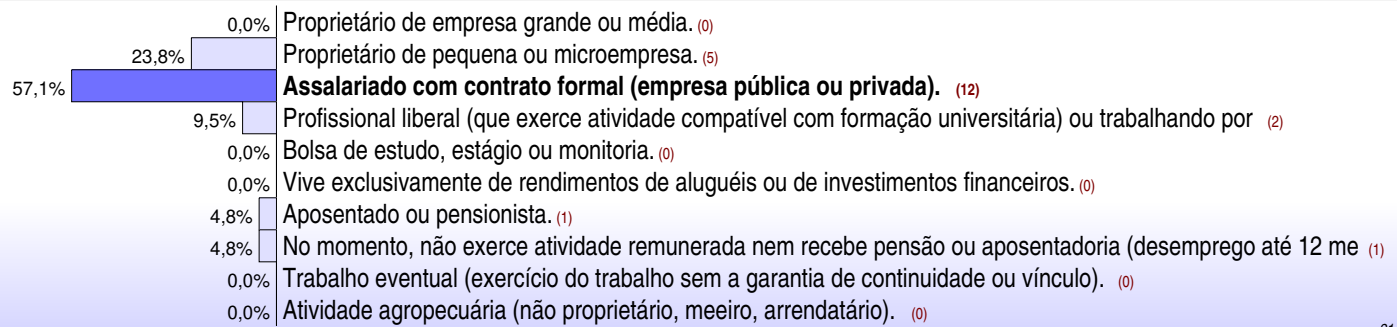 0,0% Proprietário de empresa grande ou média. (0)
23,8% Proprietário de pequena ou microempresa. (5)
57,1% Assalariado com contrato formal (empresa pública ou privada). (12)
9,5% Profissional liberal (que exerce atividade compatível com formação universitária) ou trabalhando por (2)
0,0% Bolsa de estudo, estágio ou monitoria. (0)
0,0% Vive exclusivamente de rendimentos de aluguéis ou de investimentos financeiros. (0)
4,8% Aposentado ou pensionista. (1)
4,8% No momento, não exerce atividade remunerada nem recebe pensão ou aposentadoria (desemprego até 12 me (1)
0,0% Trabalho eventual (exercício do trabalho sem a garantia de continuidade ou vínculo). (0)
0,0% Atividade agropecuária (não proprietário, meeiro, arrendatário). (0)